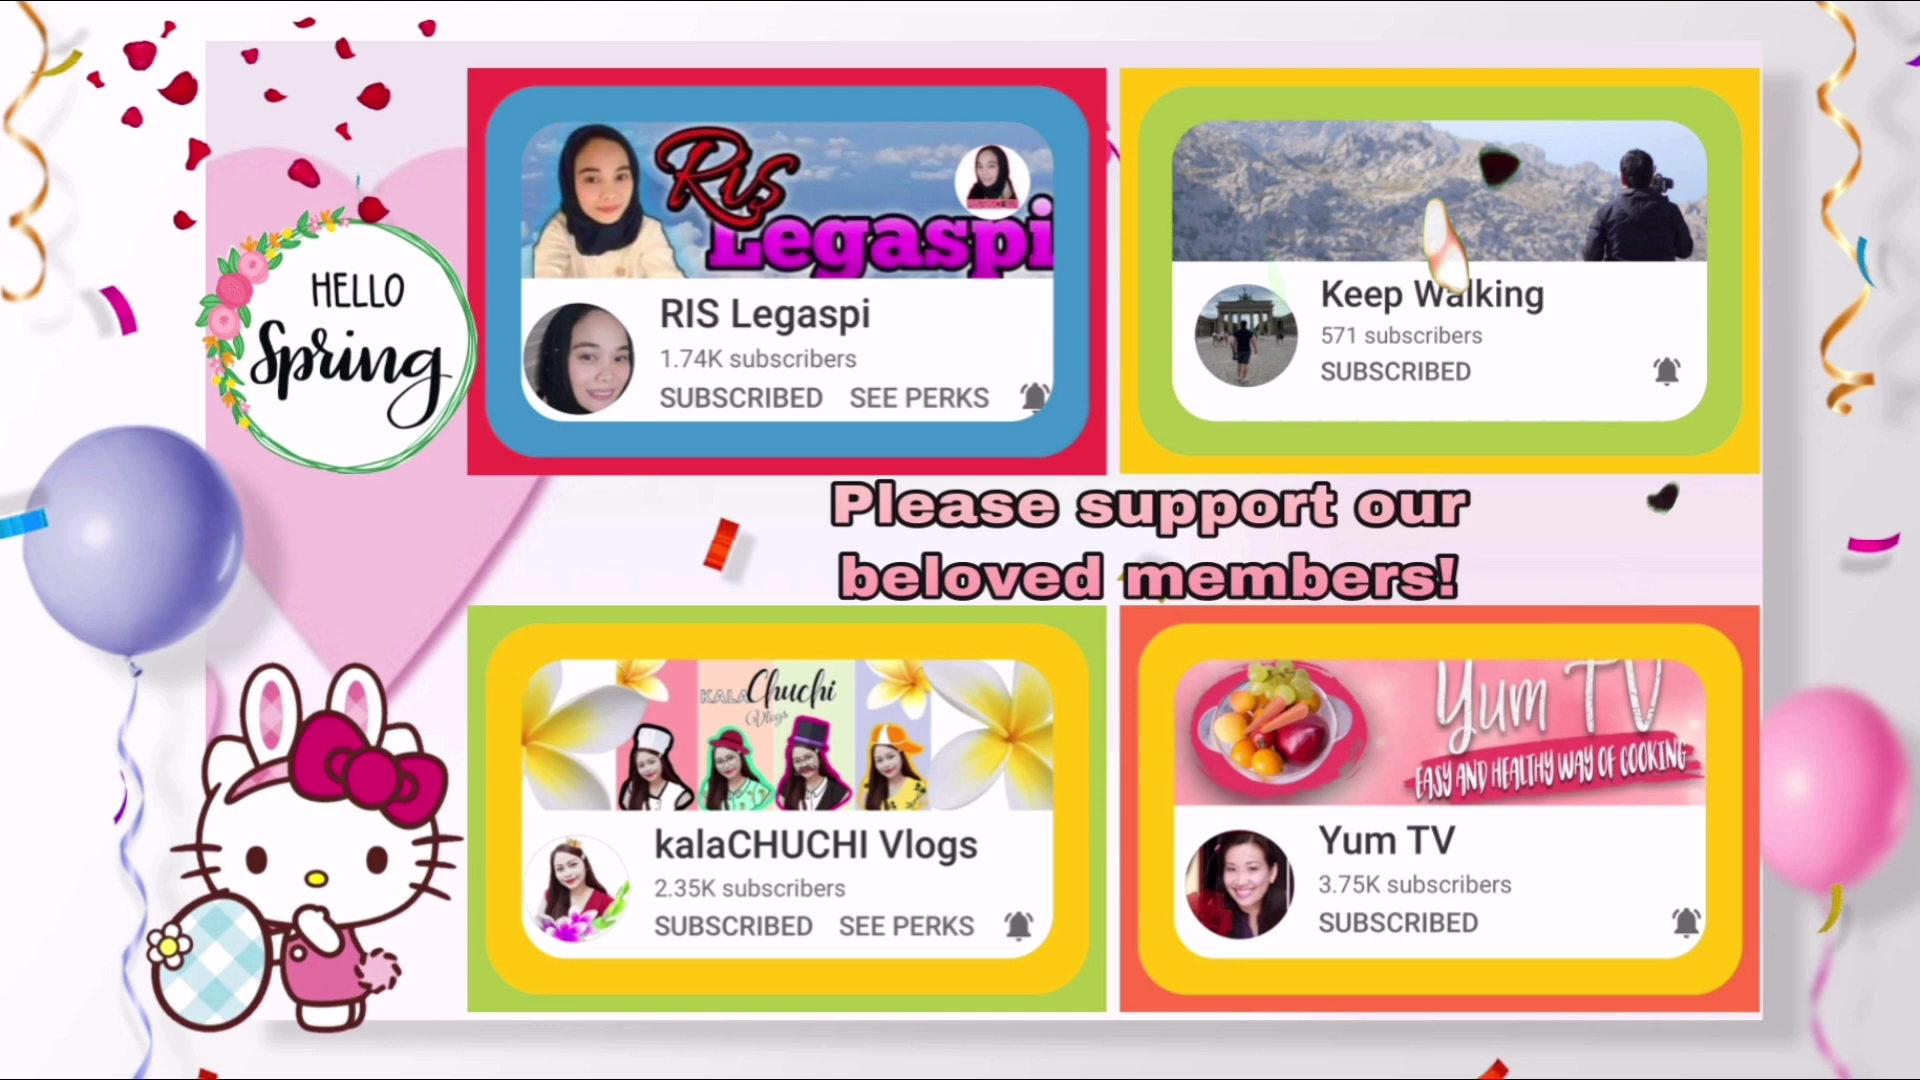 HELLO
Spring
Ris
Legaspi
RIS Legaspi
1.74K subscribers
SUBSCRIBED SEE PERKS
Keep Walking
571 subscribers
SUBSCRIBED
Please support our
beloved members!
KALA Chuchi
Vlogs
kalaCHUCHI Vlogs
2.35K subscribers
SUBSCRIBED SEE PERKS
Yum TV
EASY AND HEALTHY WAY OF COOKING
Yum TV
3.75K subscribers
SUBSCRIBED